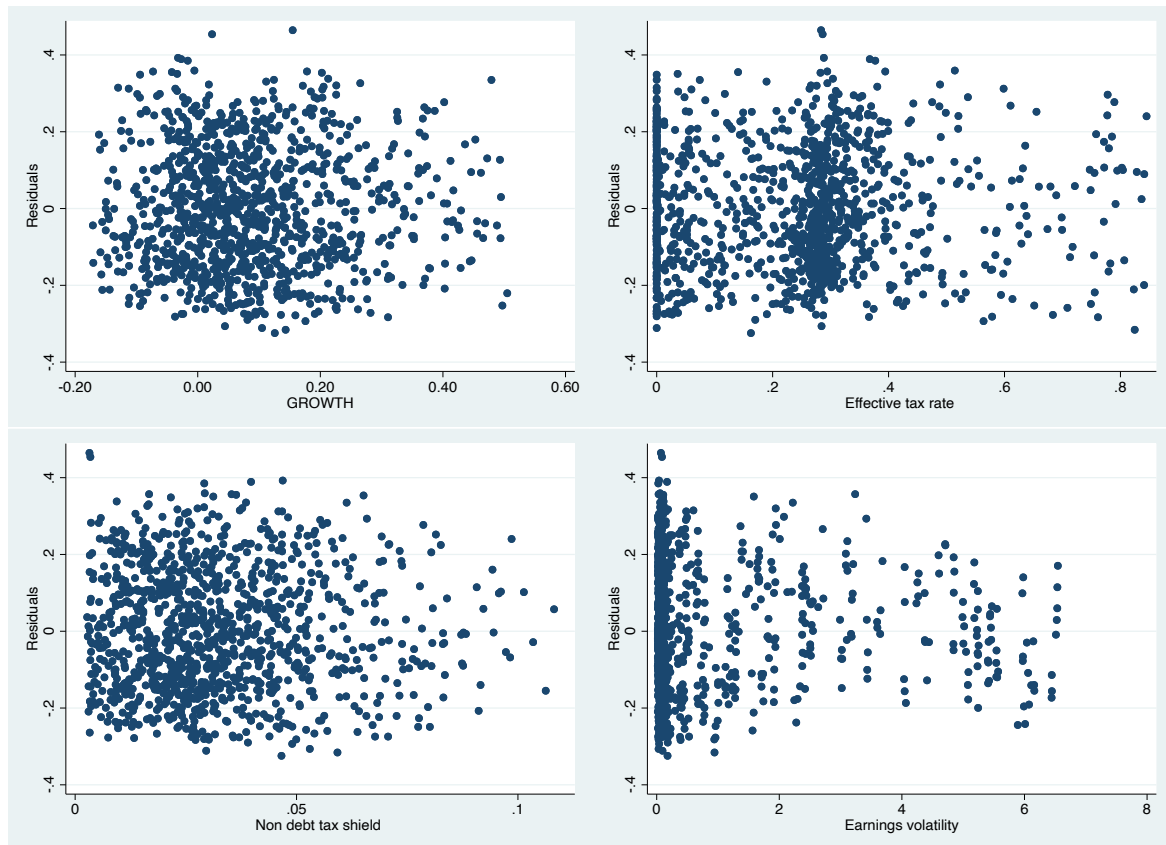 .4
.2
0
-.2
-.4
Residuals
-0.20 0.00 0.20 0.40 0.60
GROWTH
.4
.2
0
-.2
-.4
Residuals
0 .2 .4 .6 .8
Effective tax rate
.4
.2
0
-.2
-.4
Residuals
0 .05 .1
Non debt tax shield
.4
.2
0
-.2
-.4
Residuals
0 2 4 6 8
Earnings volatility